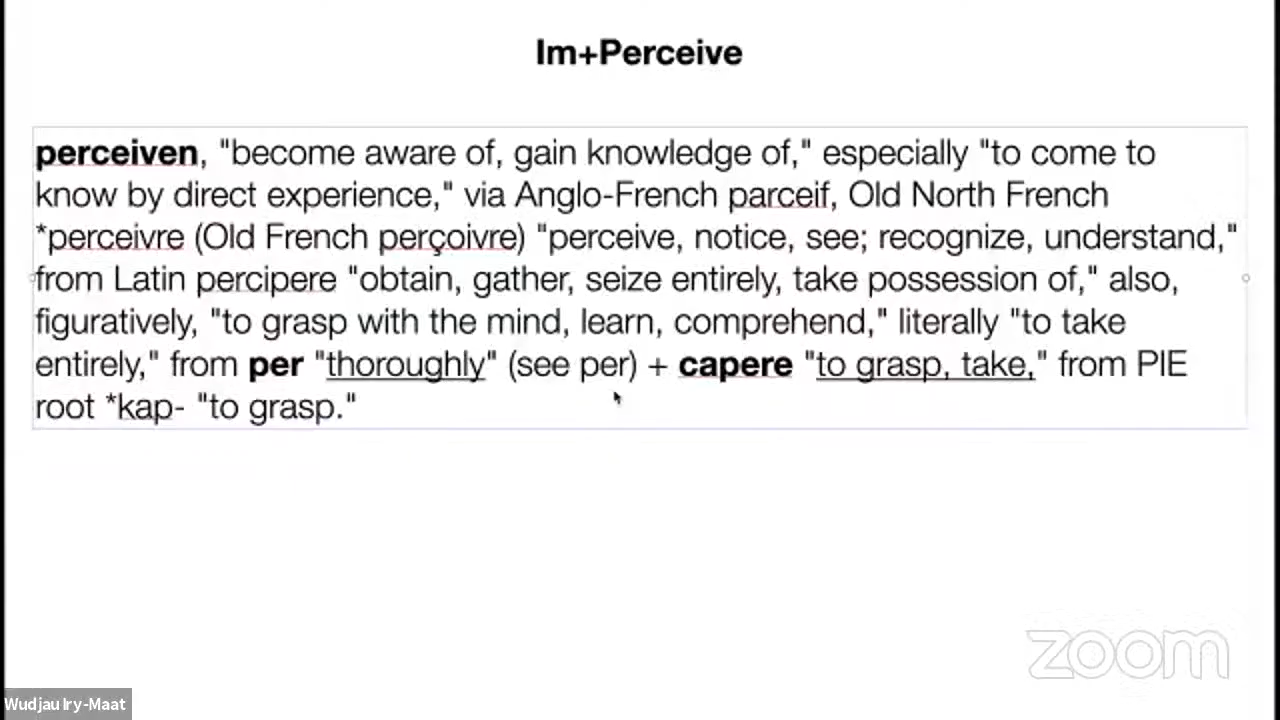 Im+Perceive
perceiven, "become aware of, gain knowledge of," especially "to come to
know by direct experience," via Anglo-French parceif, Old North French
*perceivre (Old French perçoivre) "perceive, notice, see; recognize, understand,"
from Latin percipere "obtain, gather, seize entirely, take possession of," also,
figuratively, "to grasp with the mind, learn, comprehend," literally "to take
entirely," from per "thoroughly" (see per) + capere "to grasp, take," from PIE
root *kap- "to grasp."
zoom
Wudjau Iry-Maat